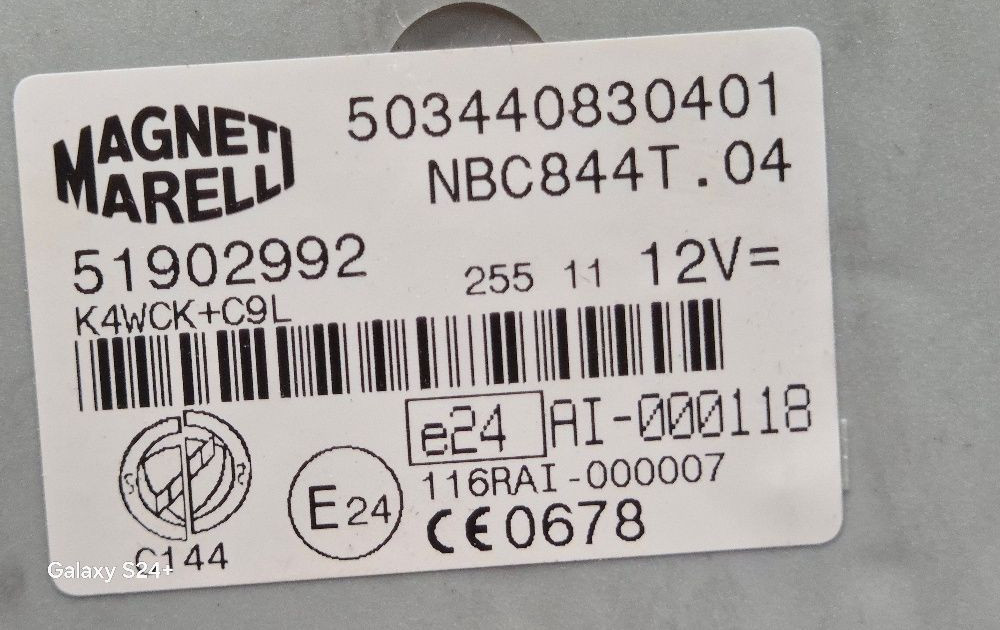 MAGNETI
MARELLI
503440830401
NBC844T.04
51902992
255 11 12V=
K4WCK+C9L
e24 AI-000118
116RAI-000007
E24
CE0678
C144
Galaxy S24+